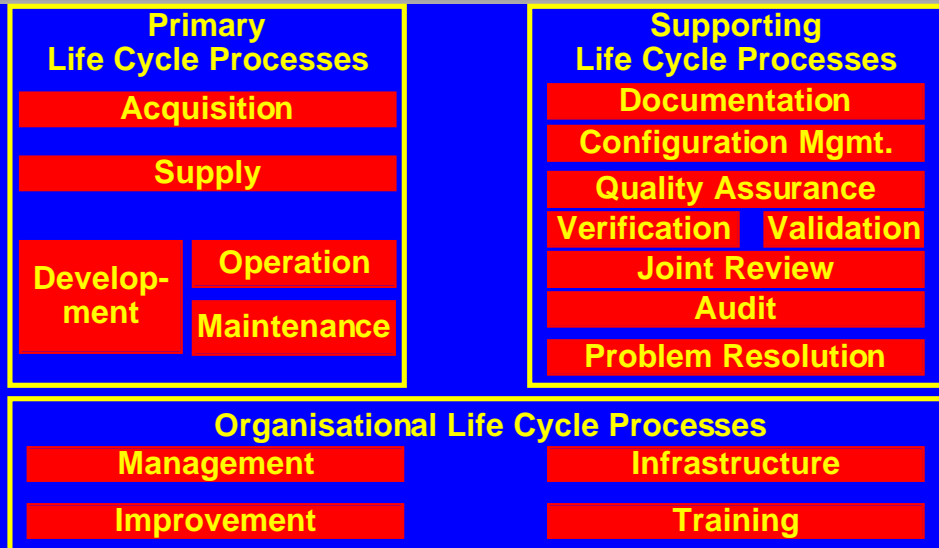 Primary
Life Cycle Processes
Acquisition
Supply
Develop-
ment
Operation
Maintenance
Supporting
Life Cycle Processes
Documentation
Configuration Mgmt.
Quality Assurance
Verification
Validation
Joint Review
Audit
Problem Resolution
Organisational Life Cycle Processes
Management
Infrastructure
Improvement
Training